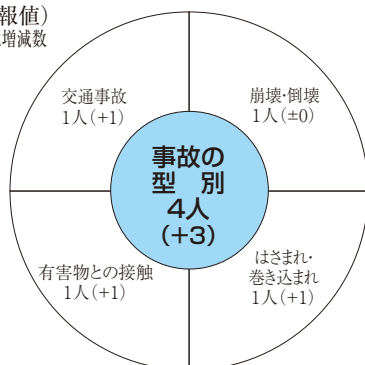 報値）
増減数
交通事故
1人（+1）
崩壊・倒壊
1人（±0）
事故の
型　別
4人
（+3）
有害物との接触
1人（+1）
はさまれ・
巻き込まれ
1人（+1）